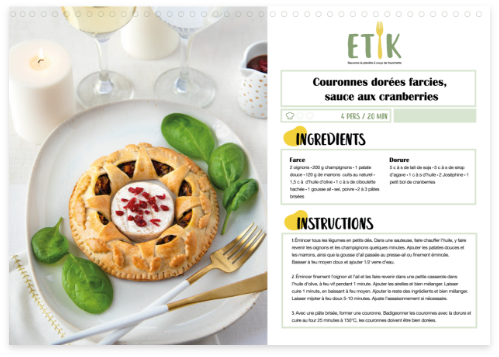 ETIK
Couronnes dorées farcies,
sauce aux cranberries
4 PERS / 20 MIN
INGREDIENTS
Farce
2 oignons • 200 g champignons • 1 patate
douce • 120 g de marrons cuits au naturel •
1,5 c à d'huile d'olive • 1 c à s de ciboulette
hachée • 1 gousse ail • sel, poivre • 2 à 3 pâtes
brisées
Dorure
3 c à s de lait de soja • 3 c à s de sirop
d'agave • 1 c à s d'huile •
petit bol de cranberries
INSTRUCTIONS
1. Émincer tous les légumes en petits dés. Dans une sauteuse, faire chauffer l'huile, y faire
revenir les oignons et les champignons quelques minutes. Ajouter les patates douces et
les marrons, ainsi que la gousse d'ail passée au presse-ail ou finement émincée.
Baisser à feu moyen doux et ajouter 1/2 verre d'eau.
2. Émincer finement l'oignon et l'ail et les faire revenir dans une petite casserole dans
l'huile d'olive, à feu vif pendant 1 minute. Ajouter les airelles et bien mélanger. Laisser
cuire 1 minute, en baissant à feu moyen. Ajouter le reste des ingrédients et bien mélanger.
Laisser mijoter à feu doux 5-10 minutes. Ajuste l'assaisonnement si nécessaire.
3. Avec une pâte brisée, former une couronne. Badigeonner les couronnes avec la dorure et
cuire au four 25 minutes à 150°C, les couronnes doivent être bien dorées.